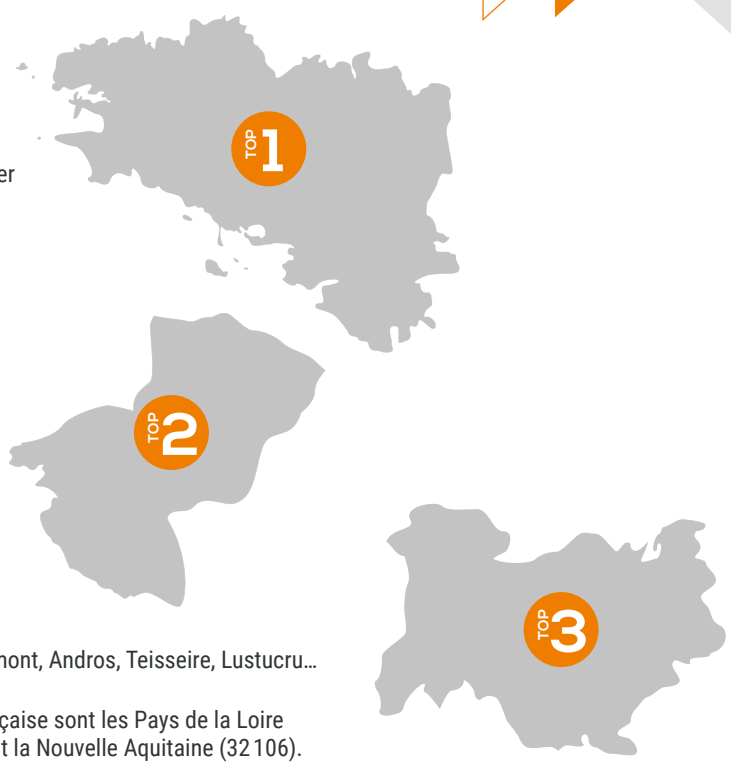 TOP 1
er
TOP 2
TOP 3
mont, Andros, Teisseire, Lustucru...
çaise sont les Pays de la Loire
t la Nouvelle Aquitaine (32 106).